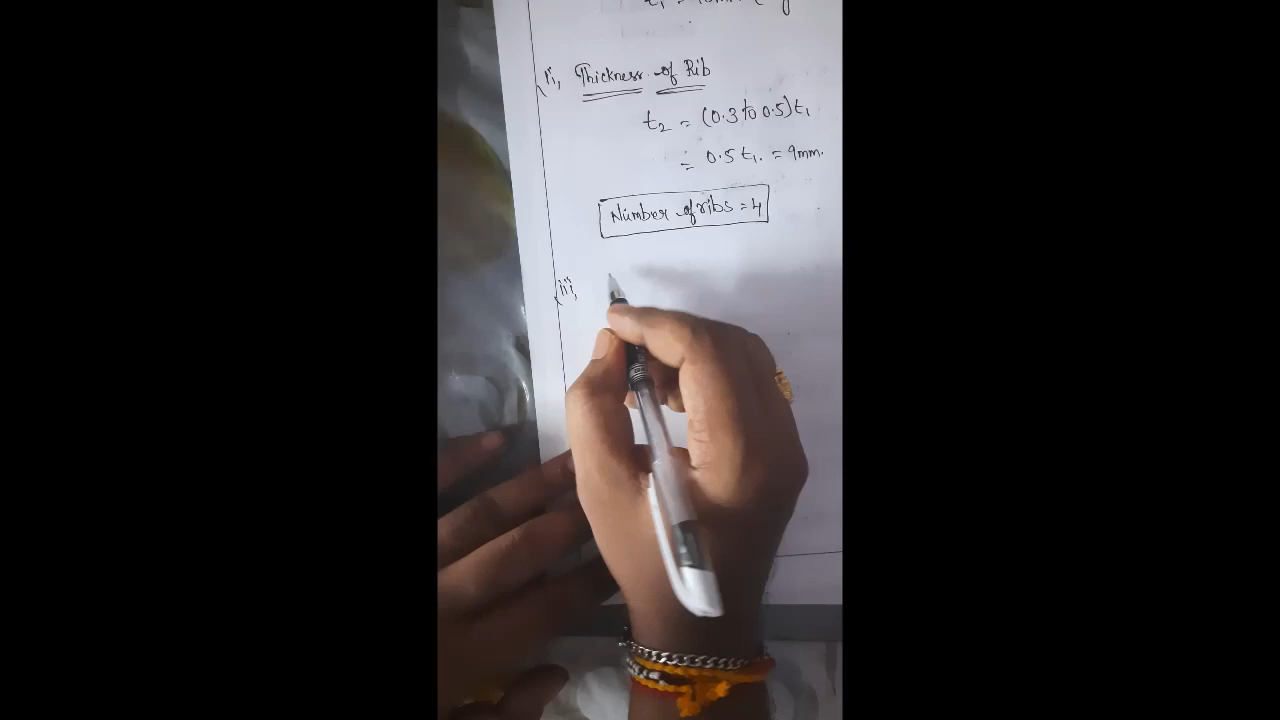 ii, Thickness of Rib
t₂ = (0.3 to 0.5)t₁
= 0.5 t₁. = 9mm.
Number of ribs = 4
iii,